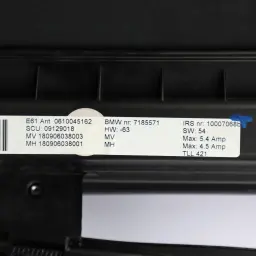 E61 Ant 0610045162 BMW nr: 7185571 IRS nr: 10007068
SCU: 09129018 HW: -63 SW: 54
MV 180906038003 MV Max: 5.4 Amp
MH 180906038001 MH Max: 4.5 Amp
TLL 421